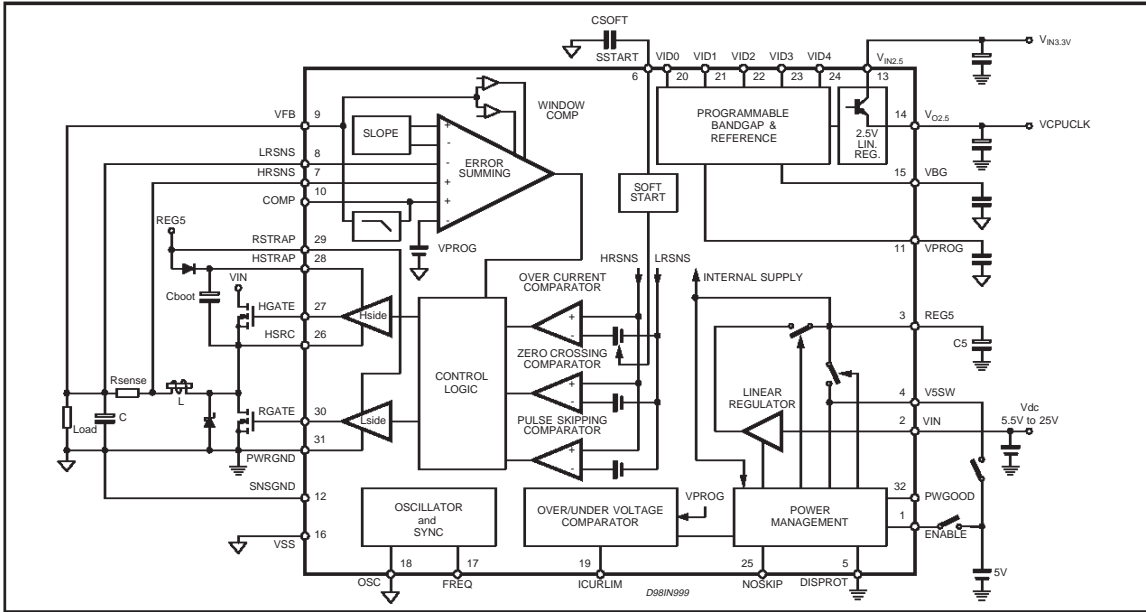 CSOFT
SSTART
6
VID0
VID1
VID2
VID3
VID4
20
21
22
23
24
VIN2.5
13
VIN3.3V
VFB
9
SLOPE
+
-
-
+
+
-
ERROR
SUMMING
WINDOW
COMP
PROGRAMMABLE
BANDGAP &
REFERENCE
2.5V
LIN.
REG.
14
VO2.5
VCPUCLK
LRSNS
8
HRSNS
7
COMP
10
15
VBG
SOFT
START
REG5
RSTRAP
29
HSTRAP
28
VPROG
11
VPROG
HRSNS
LRSNS
INTERNAL SUPPLY
OVER CURRENT
COMPARATOR
VIN
Cboot
HGATE
27
Hside
HSRC
26
+
-
3
REG5
C5
ZERO CROSSING
COMPARATOR
CONTROL
LOGIC
Rsense
L
+
-
LINEAR
REGULATOR
4
V5SW
Load
C
RGATE
30
Lside
PULSE SKIPPING
COMPARATOR
2
VIN
Vdc
5.5V to 25V
31
PWRGND
+
-
SNSGND
12
OSCILLATOR
and
SYNC
OVER/UNDER VOLTAGE
COMPARATOR
VPROG
POWER
MANAGEMENT
32
PWGOOD
1
ENABLE
16
VSS
18
17
19
25
5
5V
OSC
FREQ
ICURLIM
D98IN999
NOSKIP
DISPROT